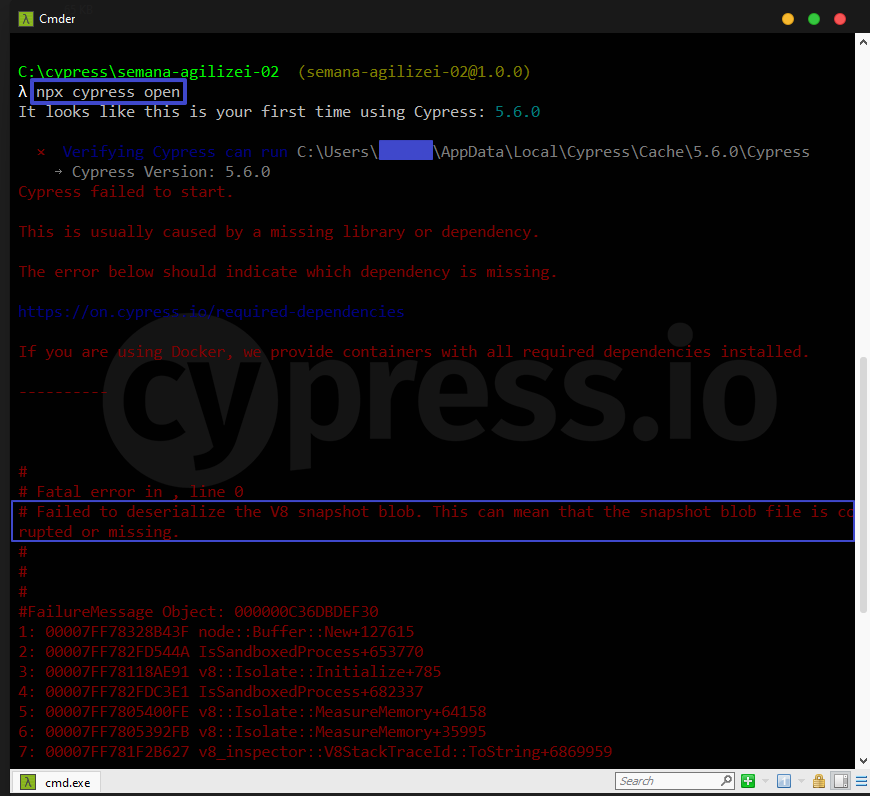 Cmder
C:\cypress\semana-agilizei-02 (semana-agilizei-02@1.0.0)
λ npx cypress open
It looks like this is your first time using Cypress: 5.6.0
× Verifying Cypress can run C:\Users\ \AppData\Local\Cypress\Cache\5.6.0\Cypress
→ Cypress Version: 5.6.0
Cypress failed to start.
This is usually caused by a missing library or dependency.
The error below should indicate which dependency is missing.
https://on.cypress.io/required-dependencies
If you are using Docker, we provide containers with all required dependencies installed.
----------
cypress.io
#
# Fatal error in , line 0
# Failed to deserialize the V8 snapshot blob. This can mean that the snapshot blob file is co
rupted or missing.
#
#
#
#FailureMessage Object: 000000C36DBDEF30
1: 00007FF78328B43F node::Buffer::New+127615
2: 00007FF782FD544A IsSandboxedProcess+653770
3: 00007FF78118AE91 v8::Isolate::Initialize+785
4: 00007FF782FDC3E1 IsSandboxedProcess+682337
5: 00007FF7805400FE v8::Isolate::MeasureMemory+64158
6: 00007FF7805392FB v8::Isolate::MeasureMemory+35995
7: 00007FF781F2B627 v8_inspector::V8StackTraceId::ToString+6869959
λ cmd.exe
Search